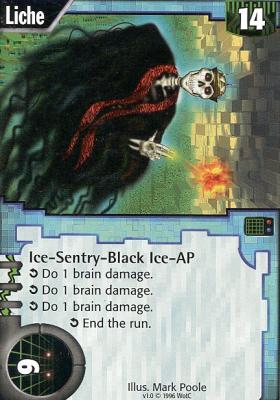 Liche
14
Ice-Sentry-Black Ice-AP
Do 1 brain damage.
Do 1 brain damage.
Do 1 brain damage.
End the run.
6
Illus. Mark Poole
v1.0 © 1996 WotC